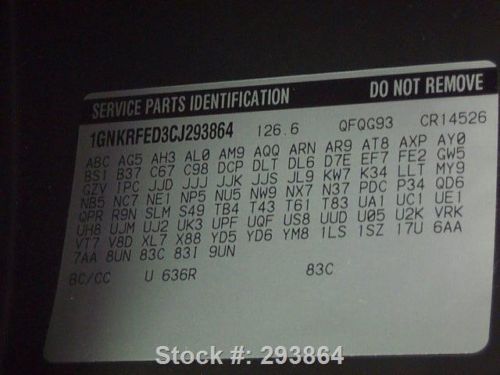 SERVICE PARTS IDENTIFICATION DO NOT REMOVE
1GNKRFED3CJ293864 126.6 QFQG93 CR14526
ABC AG5 AH3 AL0 AM9 AQQ ARN AR9 AT8 AXP AY0
BS1 B37 C67 C98 DCP DLT DL6 D7E EF7 FE2 GW5
GZV IPC JJD JJJ JJK JJS JL9 KW7 K34 LLT MY9
NB5 NC7 NE1 NP5 NU5 NW9 NX7 N37 PDC P34 QD6
QPR R9N SLM S49 TB4 T43 T61 T83 UA1 UC1 UE1
UH8 UJM UJ2 UK3 UPF UQF US8 UUD U05 U2K VRK
VT7 V8D XL7 X88 YD5 YD6 YM8 1LS 1SZ 17U 6AA
7AA 8UN 83C 83I 9UN
BC/CC U 636R 83C
Stock #: 293864